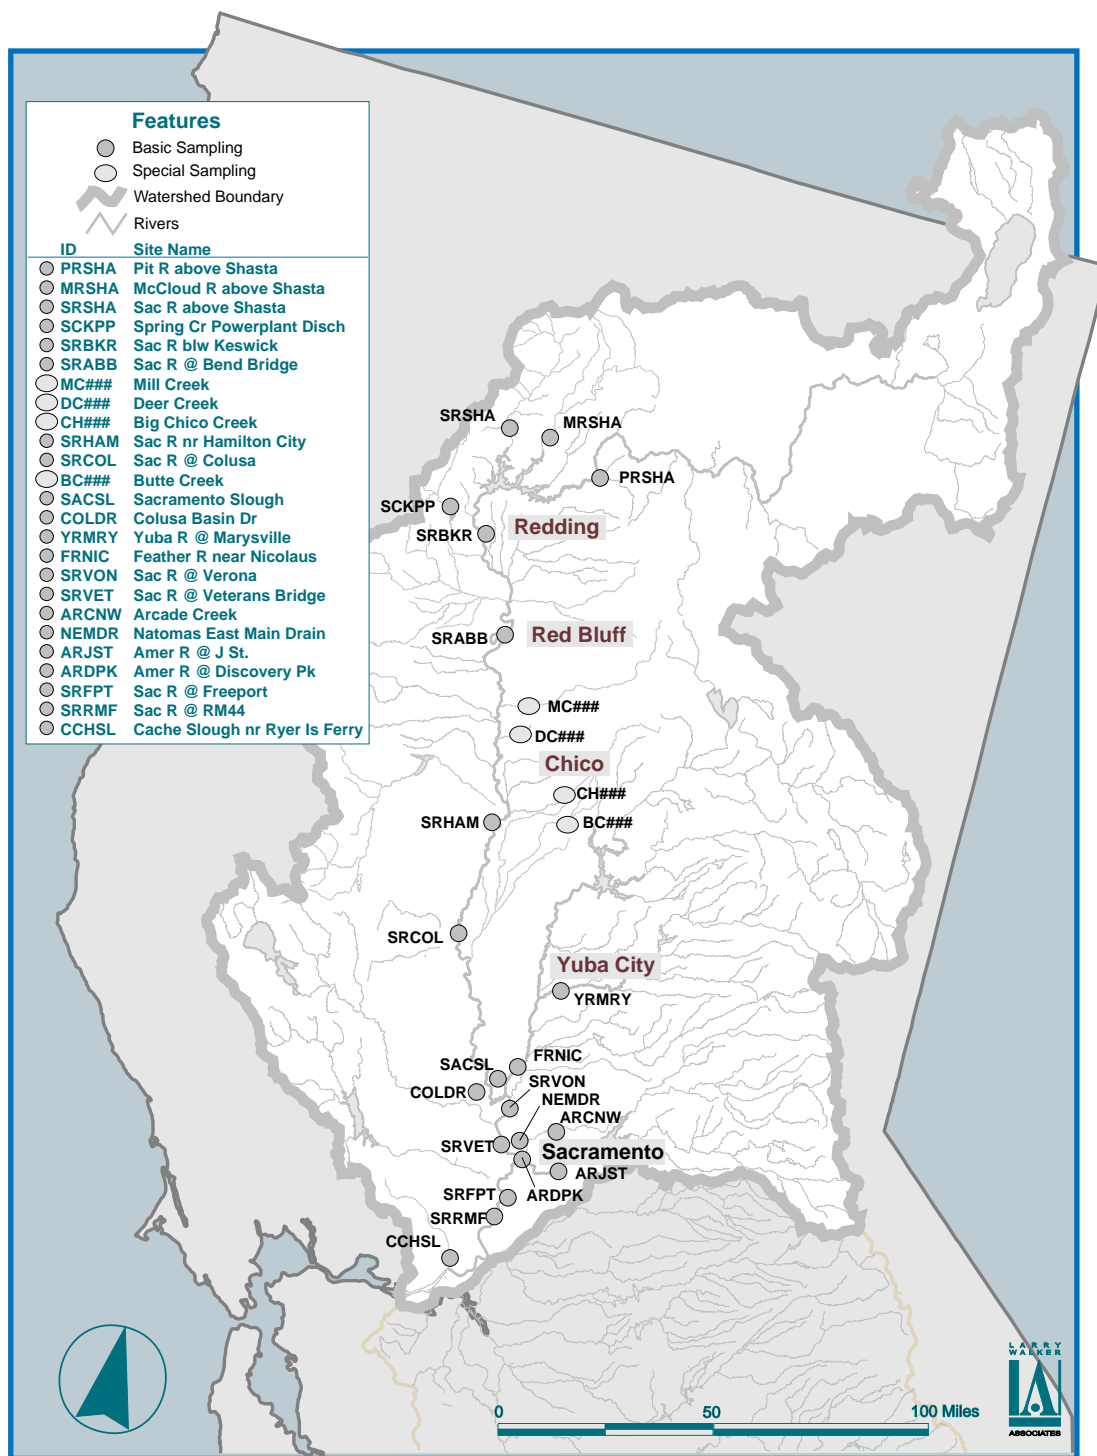 Features
Basic Sampling
Special Sampling
Watershed Boundary
Rivers
ID Site Name
PRSHA Pit R above Shasta
MRSHA McCloud R above Shasta
SRSHA Sac R above Shasta
SCKPP Spring Cr Powerplant Disch
SRBKR Sac R blw Keswick
SRABB Sac R @ Bend Bridge
MC### Mill Creek
DC### Deer Creek
CH### Big Chico Creek
SRHAM Sac R nr Hamilton City
SRCOL Sac R @ Colusa
BC### Butte Creek
SACSL Sacramento Slough
COLDR Colusa Basin Dr
YRMRY Yuba R @ Marysville
FRNIC Feather R near Nicolaus
SRVON Sac R @ Verona
SRVET Sac R @ Veterans Bridge
ARCNW Arcade Creek
NEMDR Natomas East Main Drain
ARJST Amer R @ J St.
ARDPK Amer R @ Discovery Pk
SRFPT Sac R @ Freeport
SRRMF Sac R @ RM44
CCHSL Cache Slough nr Ryer Is Ferry
SRSHA
MRSHA
PRSHA
SCKPP
SRBKR
Redding
SRABB
Red Bluff
MC###
DC###
Chico
CH###
SRHAM
BC###
SRCOL
Yuba City
YRMRY
FRNIC
SACSL
SRVON
COLDR
NEMDR
ARCNW
SRVET
Sacramento
ARJST
ARDPK
SRFPT
SRRMF
CCHSL
0 50 100 Miles
LARRY
WALKER
LA
ASSOCIATES